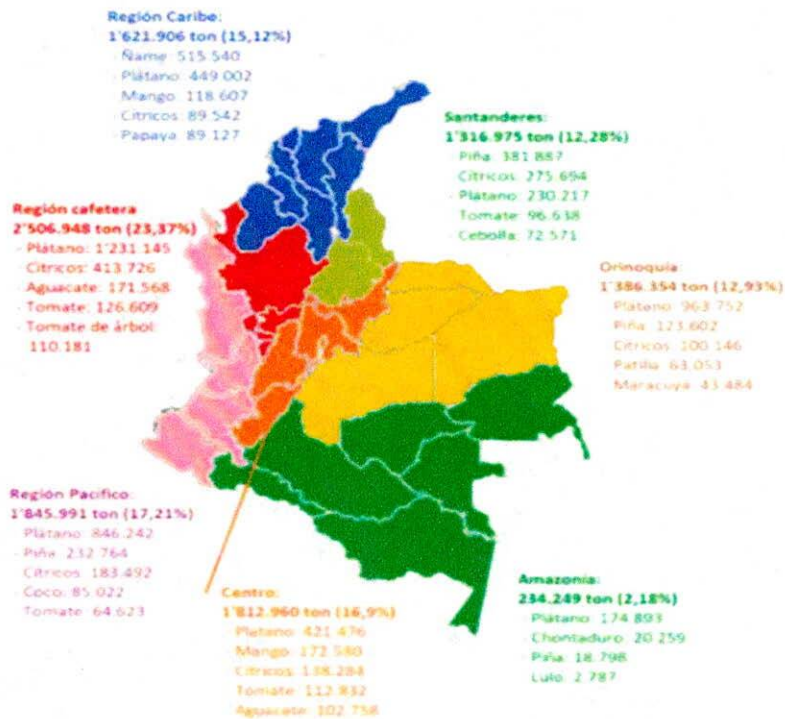 Región Caribe:
1'621.906 ton (15,12%)
- Ñame: 515.540
- Plátano: 449.002
Mango: 118.607
- Cítricos: 89.542
- Papaya: 89.127
Santanderes:
1'316.975 ton (12,28%)
- Piña: 381.887
Cítricos: 275.694
- Plátano: 230.217
Tomate: 96.638
- Cebolla: 72.571
Región cafetera
2'506.948 ton (23,37%)
- Plátano: 1'231.145
- Cítricos: 413.726
- Aguacate: 171.568
- Tomate: 126.609
- Tomate de árbol:
110.181
Orinoquía
1'386.354 ton (12,93%)
Plátano: 963.752
Piña: 123.602
Cítricos: 100.146
Patilla: 63.053
Maracuya: 43.484
Región Pacífico:
1'845.991 ton (17,21%)
Plátano: 846.242
- Piña: 232.764
Cítricos: 183.492
- Coco: 85.022
Tomate: 64.623
Centro:
1'812.960 ton (16,9%)
- Plátano: 421.476
- Mango: 172.580
Cítricos: 138.284
Tomate: 112.832
Aguacate: 102.758
Amazonía:
234.249 ton (2,18%)
- Plátano: 174.893
- Chontaduro: 20.259
- Piña: 18.798
Lulo: 2.787